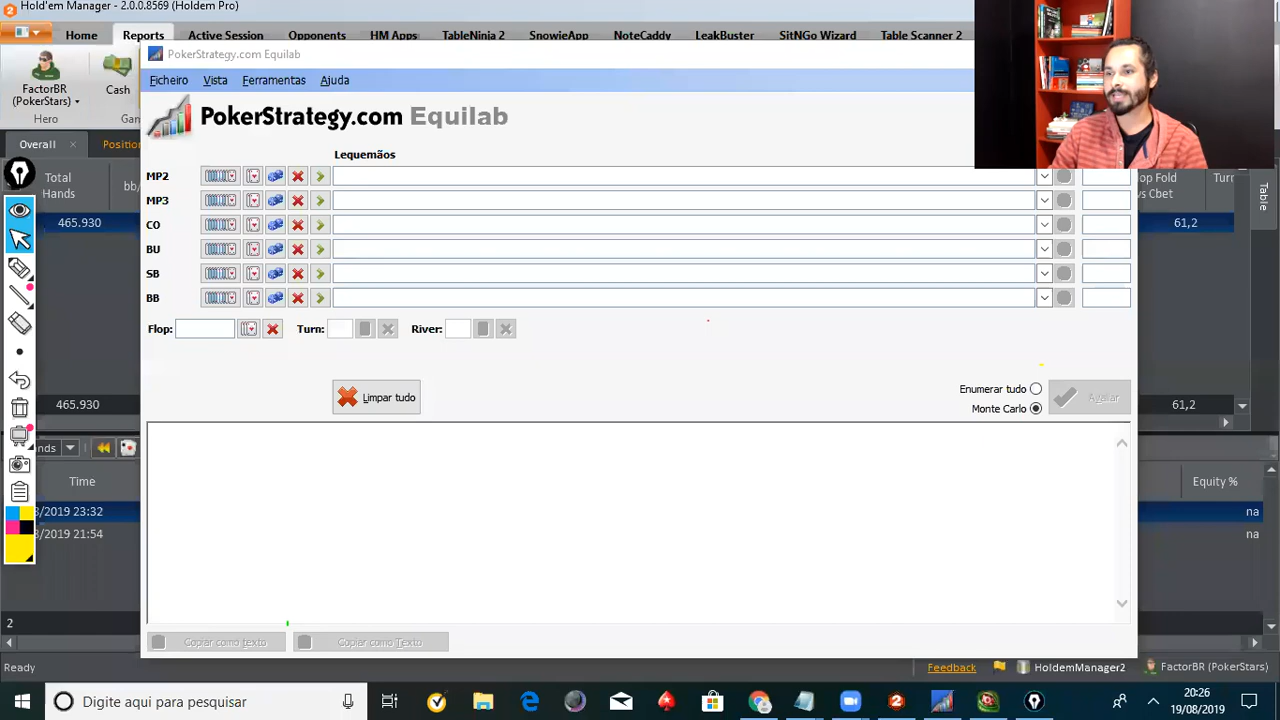 Hold'em Manager - 2.0.0.8569 (Holdem Pro)
Home Reports Active Session Opponents HM Apps TableNinja 2 SnowieApp NoteCaddy LeakBuster SitNGo Wizard Table Scanner 2
PokerStrategy.com Equilab
FactorBR
(PokerStars)
Hero
Cash
Ficheiro Vista Ferramentas Ajuda
PokerStrategy.com Equilab
Overall
Lequemãos
Total
Hands
bb/
Fold
vs Cbet
Table
465.930
61,2
MP2
MP3
CO
BU
SB
BB
Flop: Turn: River:
Limpar tudo
Enumerar tudo
Monte Carlo
Avaliar
465.930
61,2
Time
Equity %
/2019 23:32
na
/2019 21:54
na
2
Copiar como texto Copiar como Texto
Ready
Feedback HoldemManager2 FactorBR (PokerStars)
Digite aqui para pesquisar
20:26
19/08/2019